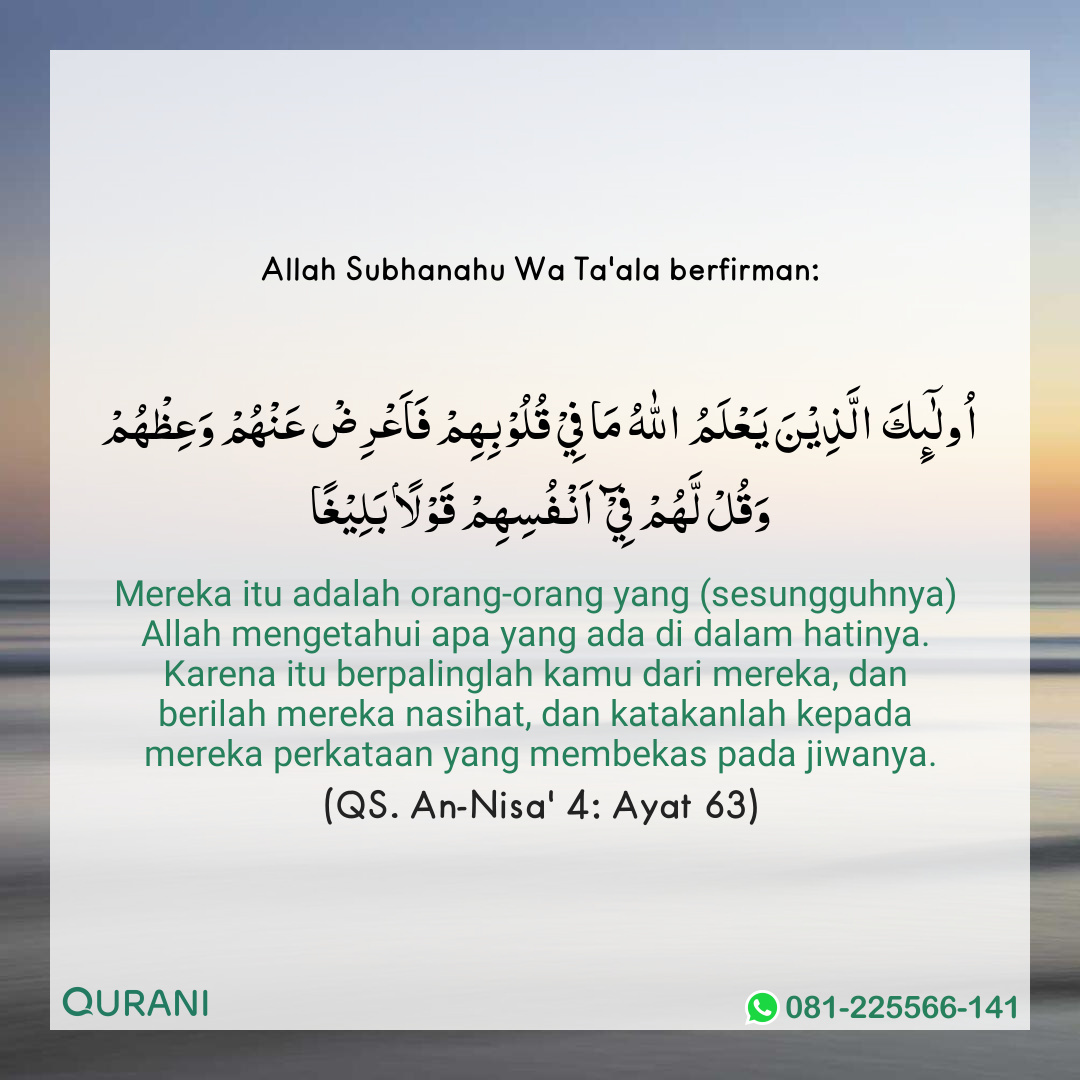 Allah Subhanahu Wa Ta'ala berfirman:
اُولٰٓئِكَ الَّذِيْنَ يَعْلَمُ اللّٰهُ مَا فِيْ قُلُوْبِهِمْ فَاَعْرِضْ عَنْهُمْ وَعِظْهُمْ
وَقُلْ لَّهُمْ فِيْٓ اَنْفُسِهِمْ قَوْلًاۢ بَلِيْغًا
Mereka itu adalah orang-orang yang (sesungguhnya)
Allah mengetahui apa yang ada di dalam hatinya.
Karena itu berpalinglah kamu dari mereka, dan
berilah mereka nasihat, dan katakanlah kepada
mereka perkataan yang membekas pada jiwanya.
(QS. An-Nisa' 4: Ayat 63)
QURANI
081-225566-141